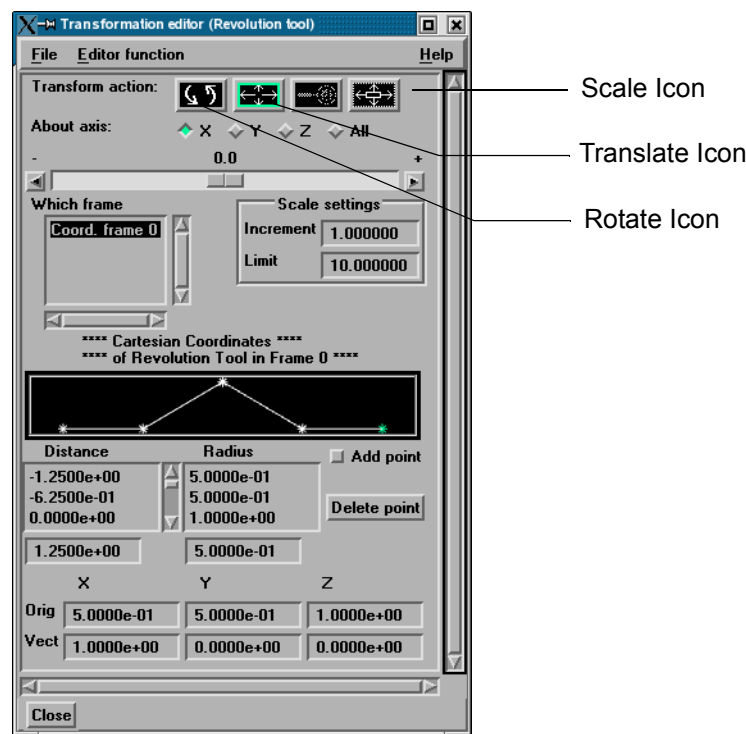 Transformation editor (Revolution tool)
File Editor function Help
Transform action:
Scale Icon
About axis: X Y Z All
Translate Icon
- 0.0 +
Rotate Icon
Which frame
Coord. frame 0
Scale settings
Increment 1.000000
Limit 10.000000
**** Cartesian Coordinates ****
**** of Revolution Tool in Frame 0 ****
Distance Radius Add point
-1.2500e+00 5.0000e-01
-6.2500e-01 5.0000e-01
0.0000e+00 1.0000e+00
Delete point
1.2500e+00 5.0000e-01
X Y Z
Orig 5.0000e-01 5.0000e-01 1.0000e+00
Vect 1.0000e+00 0.0000e+00 0.0000e+00
Close